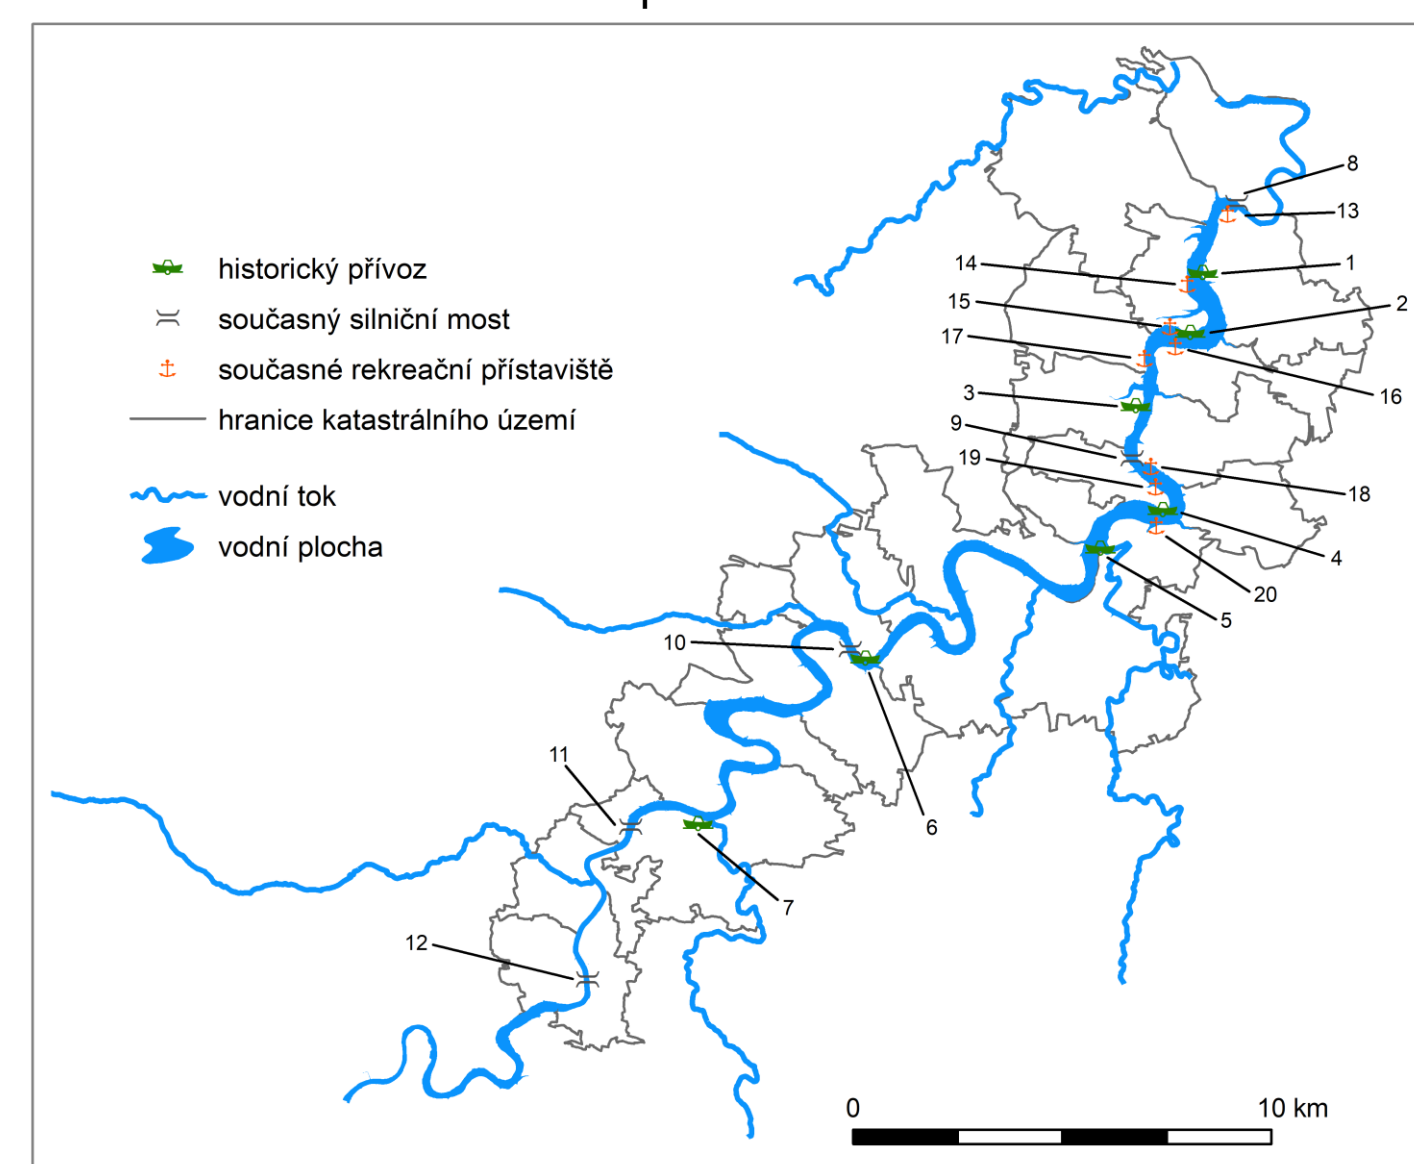 historický přívoz
současný silniční most
současné rekreační přístaviště
hranice katastrálního území
vodní tok
vodní plocha
8
13
14
1
15
2
17
16
3
9
19
18
4
20
5
10
6
11
7
12
0 10 km